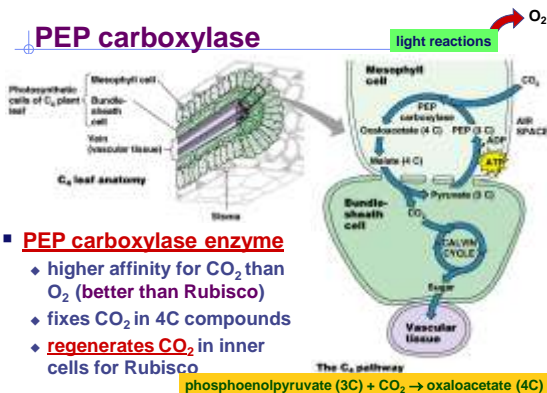 PEP carboxylase
light reactions
O₂
Photosynthetic
cells of C₄ plant
leaf
Mesophyll cell
Bundle-
sheath
cell
Vein
(vascular tissue)
C₄ leaf anatomy
Stoma
Mesophyll
cell
CO₂
PEP
carboxylase
AIR
SPACE
Oxaloacetate (4 C)
PEP (3 C)
ADP
ATP
Malate (4 C)
Pyruvate (3 C)
Bundle-
sheath
cell
CO₂
CALVIN
CYCLE
Sugar
Vascular
tissue
The C₄ pathway
▪ PEP carboxylase enzyme
◆ higher affinity for CO₂ than
O₂ (better than Rubisco)
◆ fixes CO₂ in 4C compounds
◆ regenerates CO₂ in inner
cells for Rubisco
phosphoenolpyruvate (3C) + CO₂ → oxaloacetate (4C)